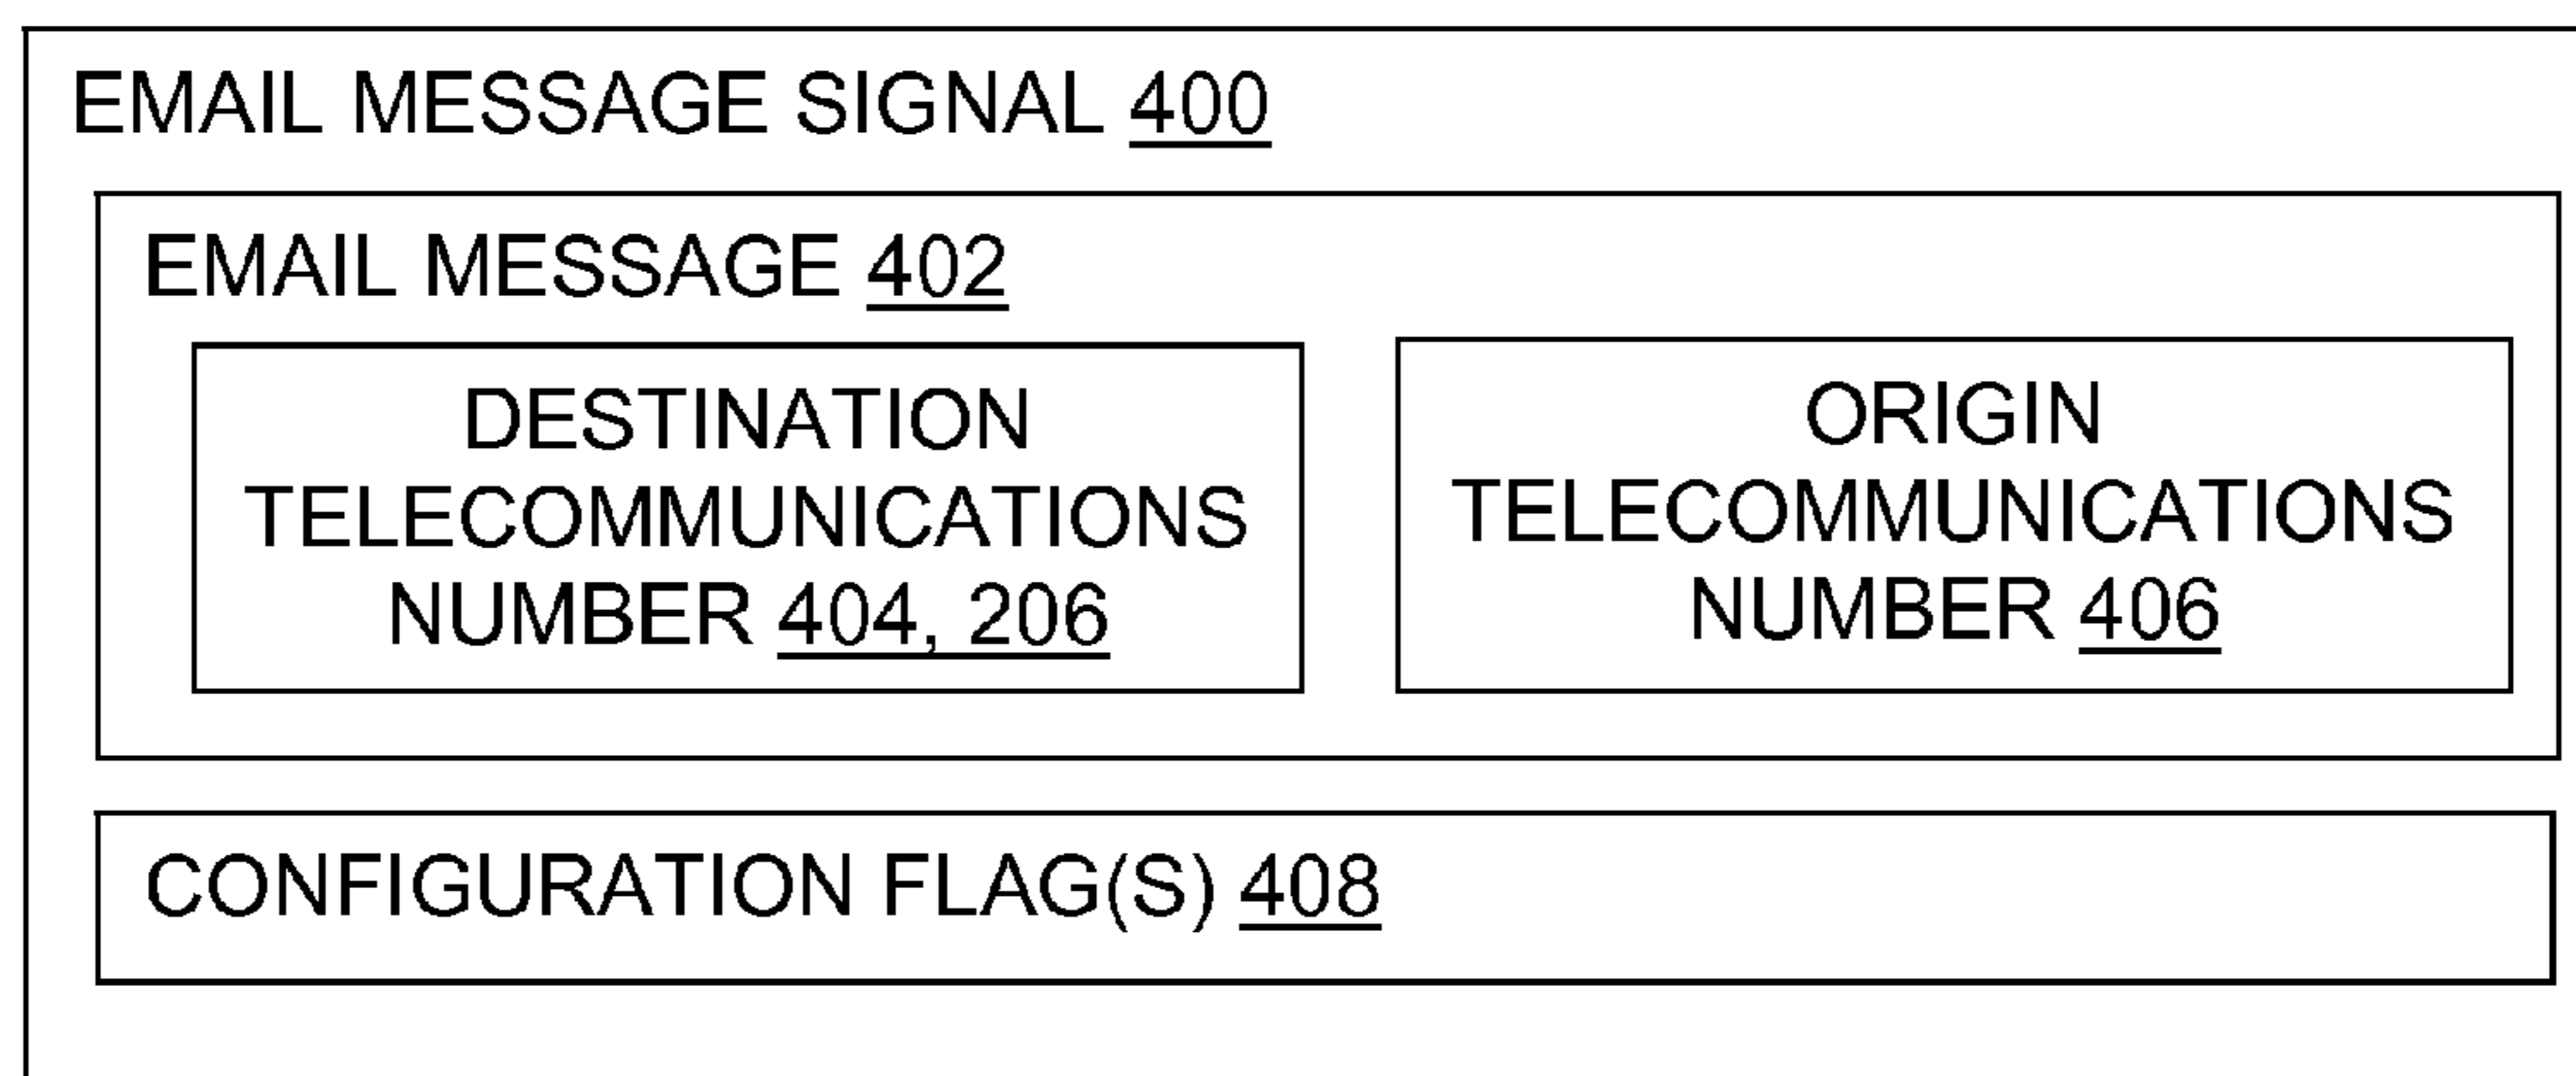 EMAIL MESSAGE SIGNAL 400
EMAIL MESSAGE 402
DESTINATION
TELECOMMUNICATIONS
NUMBER 404, 206
ORIGIN
TELECOMMUNICATIONS
NUMBER 406
CONFIGURATION FLAG(S) 408